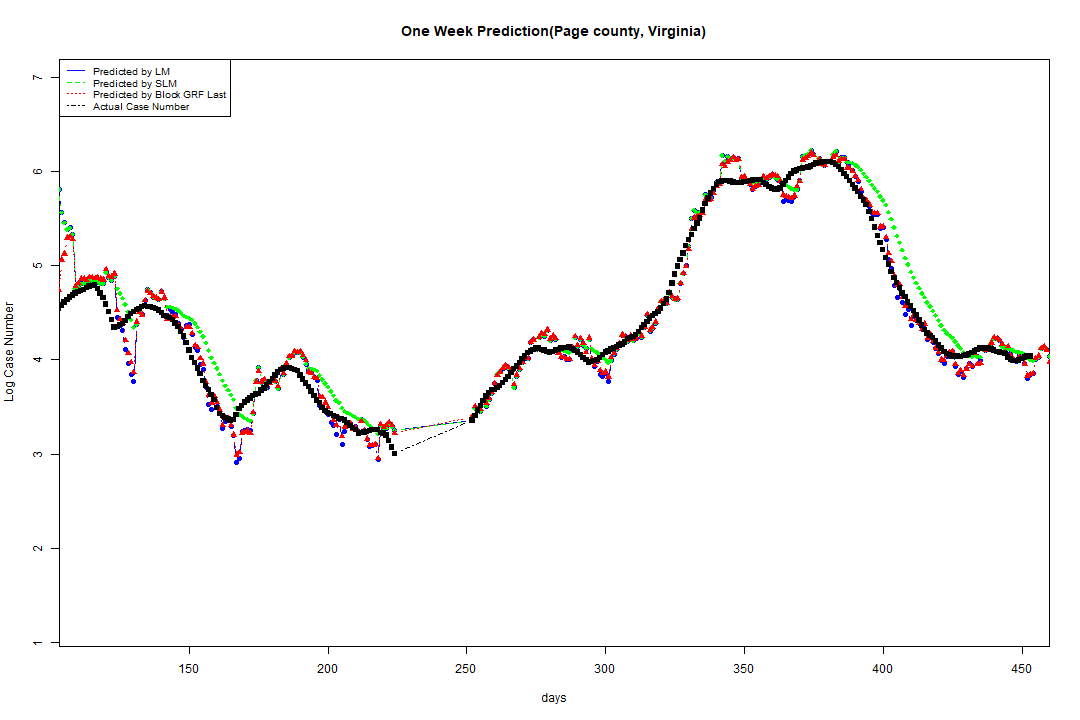 One Week Prediction(Page county, Virginia)
Predicted by LM
Predicted by SLM
Predicted by Block GRF Last
Actual Case Number
7
6
5
4
3
2
1
Log Case Number
150 200 250 300 350 400 450
days